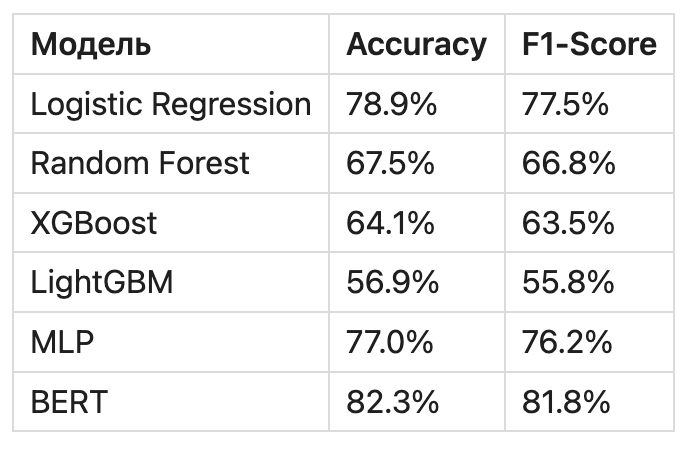 Модель Accuracy F1-Score
Logistic Regression 78.9% 77.5%
Random Forest 67.5% 66.8%
XGBoost 64.1% 63.5%
LightGBM 56.9% 55.8%
MLP 77.0% 76.2%
BERT 82.3% 81.8%